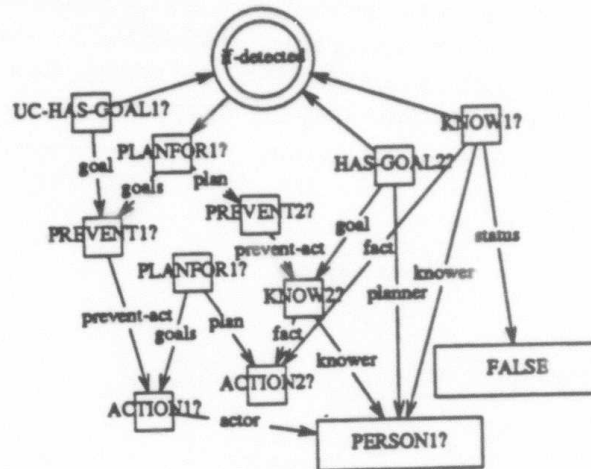 if-detected
UC-HAS-GOAL1?
KNOW1?
PLANFOR1?
HAS-GOAL2?
goal
goals
plan
PREVENT2?
goal
status
PREVENT1?
prevent-act
fact
PLANFOR1?
knower
planner
KNOW2?
prevent-act
goals
plan
fact
knower
FALSE
ACTION2?
ACTION1?
actor
PERSON1?